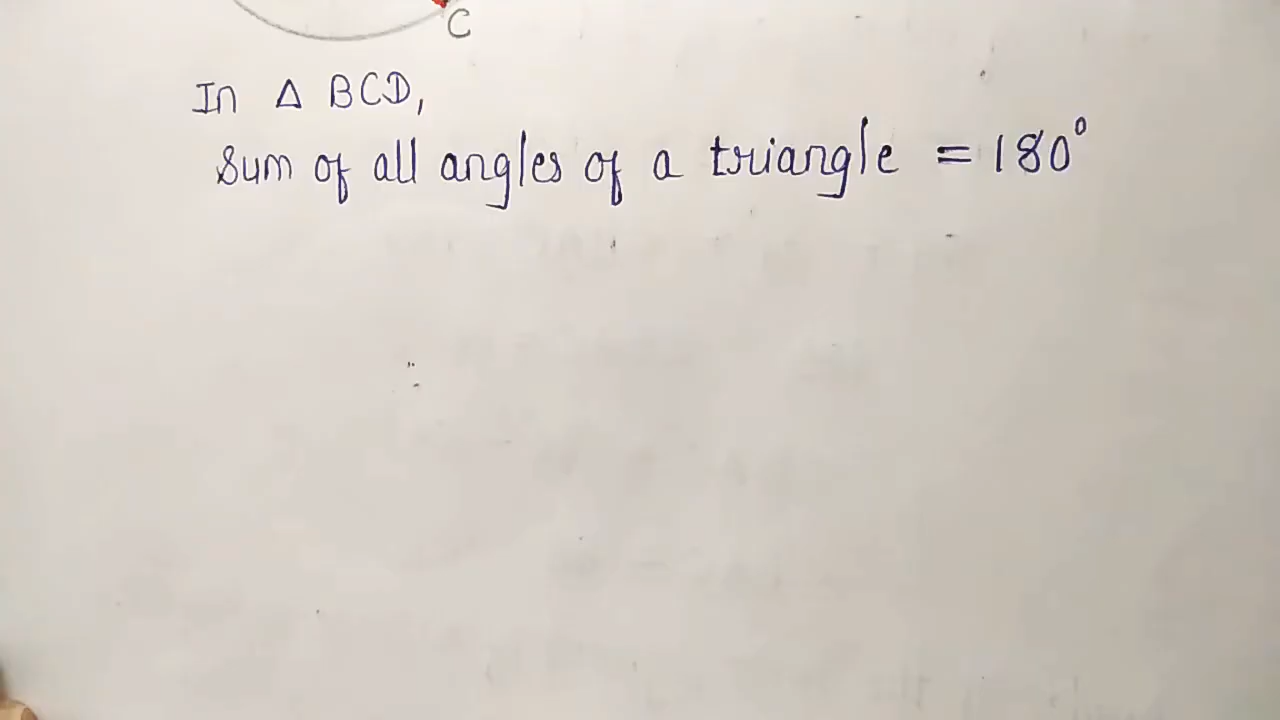 C
In Δ BCD,
Sum of all angles of a triangle = 180°